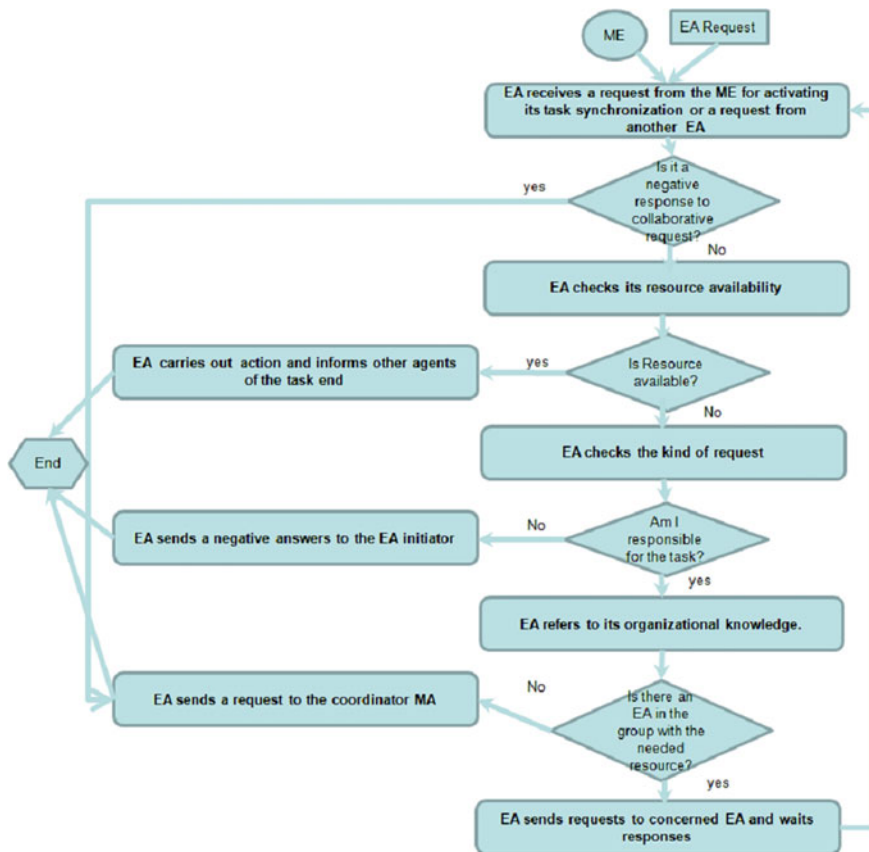 ME
EA Request
EA receives a request from the ME for activating
its task synchronization or a request from
another EA
Is it a
negative
response to
collaborative
request?
yes
No
EA checks its resource availability
EA carries out action and informs other agents
of the task end
yes
Is Resource
available?
No
EA checks the kind of request
End
EA sends a negative answers to the EA initiator
No
Am I
responsible
for the task?
yes
EA refers to its organizational knowledge.
EA sends a request to the coordinator MA
No
Is there an
EA in the
group with the
needed
resource?
yes
EA sends requests to concerned EA and waits
responses